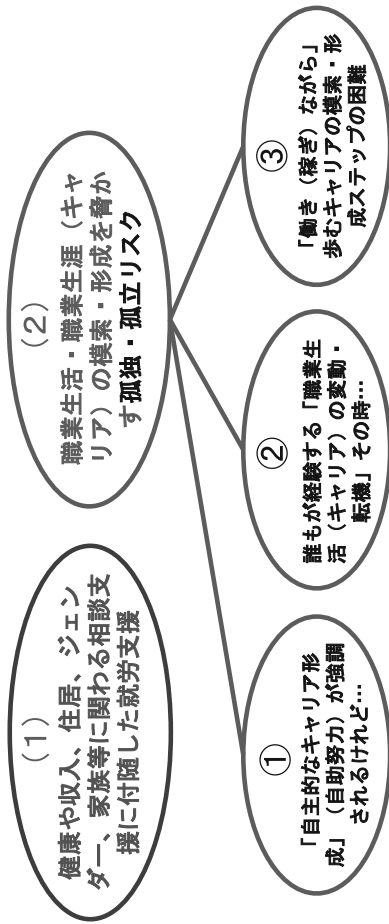 （1）
健康や収入、住居、ジェン
ダー、家族等に関わる相談支
援に付随した就労支援
（2）
職業生活・職業生涯（キャ
リア）の模索・形成を脅か
す孤独・孤立リスク
①
「自主的なキャリア形
成」（自助努力）が強調
されるけれど…
②
誰もが経験する「職業生
活（キャリア）の変動・
転機」その時…
③
「働き（稼ぎ）ながら」
歩むキャリアの模索・形
成ステップの困難